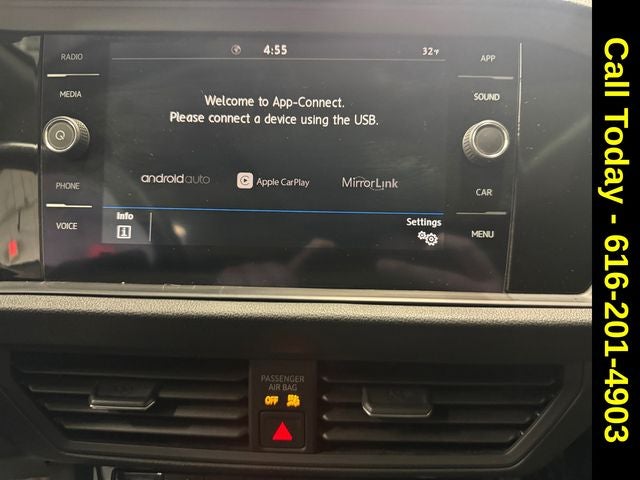 RADIO
MEDIA
PHONE
VOICE
4:55
32°F
Welcome to App-Connect.
Please connect a device using the USB.
androidauto
Apple CarPlay
MirrorLink
Info
i
Settings
APP
SOUND
CAR
MENU
PASSENGER
AIR BAG
OFF
Call Today - 616-201-4903